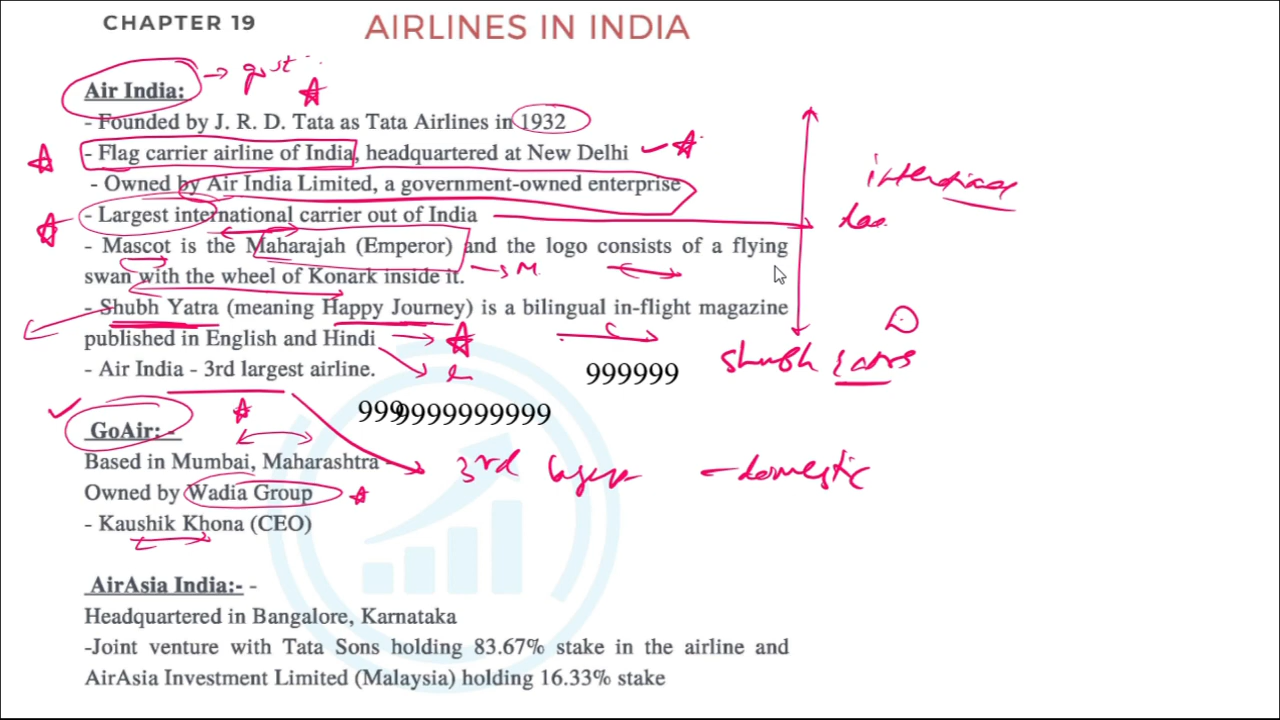 CHAPTER 19
AIRLINES IN INDIA
Air India:
- Founded by J. R. D. Tata as Tata Airlines in 1932
- Flag carrier airline of India, headquartered at New Delhi
- Owned by Air India Limited, a government-owned enterprise
- Largest international carrier out of India
- Mascot is the Maharajah (Emperor) and the logo consists of a flying
swan with the wheel of Konark inside it.
- Shubh Yatra (meaning Happy Journey) is a bilingual in-flight magazine
published in English and Hindi
D
Shubh
- Air India - 3rd largest airline.
999999
9999999999999
GoAir: -
Based in Mumbai, Maharashtra
3rd
- domestic
Owned by Wadia Group
- Kaushik Khona (CEO)
AirAsia India:- -
Headquartered in Bangalore, Karnataka
-Joint venture with Tata Sons holding 83.67% stake in the airline and
AirAsia Investment Limited (Malaysia) holding 16.33% stake